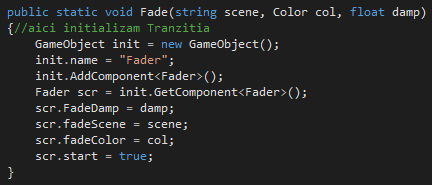 public static void Fade(string scene, Color col, float damp)
{//aici initializam Tranzitia
    GameObject init = new GameObject();
    init.name = "Fader";
    init.AddComponent<Fader>();
    Fader scr = init.GetComponent<Fader>();
    scr.FadeDamp = damp;
    scr.fadeScene = scene;
    scr.fadeColor = col;
    scr.start = true;
}